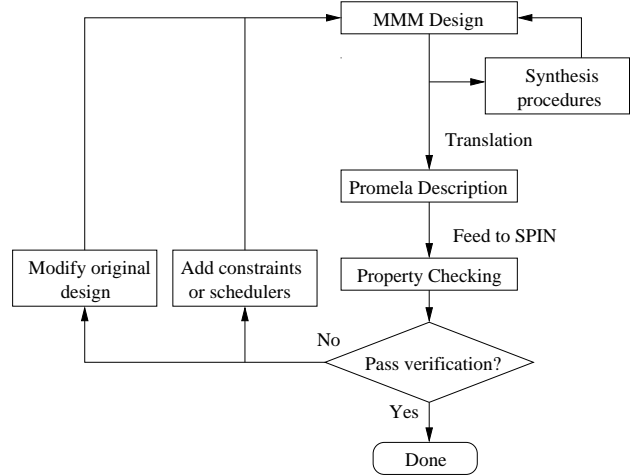 MMM Design
Synthesis
procedures
Translation
Promela Description
Feed to SPIN
Modify original
design
Add constraints
or schedulers
Property Checking
No
Pass verification?
Yes
Done